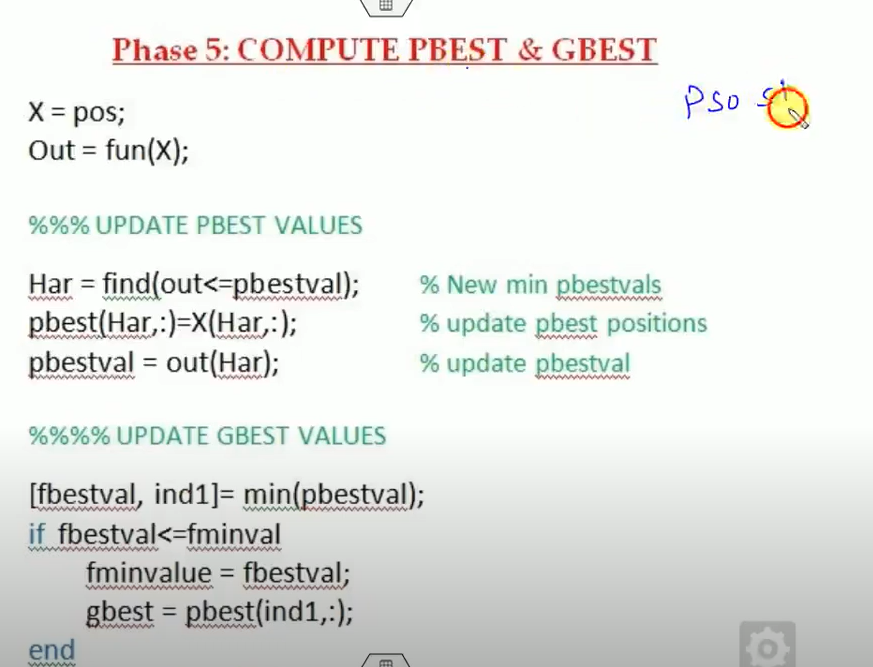 Phase 5: COMPUTE PBEST & GBEST
PSO
X = pos;
Out = fun(X);
%%% UPDATE PBEST VALUES
Har = find(out<=pbestval); % New min pbestvals
pbest(Har,:)=X(Har,:); % update pbest positions
pbestval = out(Har); % update pbestval
%%%% UPDATE GBEST VALUES
[fbestval, ind1]= min(pbestval);
if fbestval<=fminval
fminvalue = fbestval;
gbest = pbest(ind1,:);
end